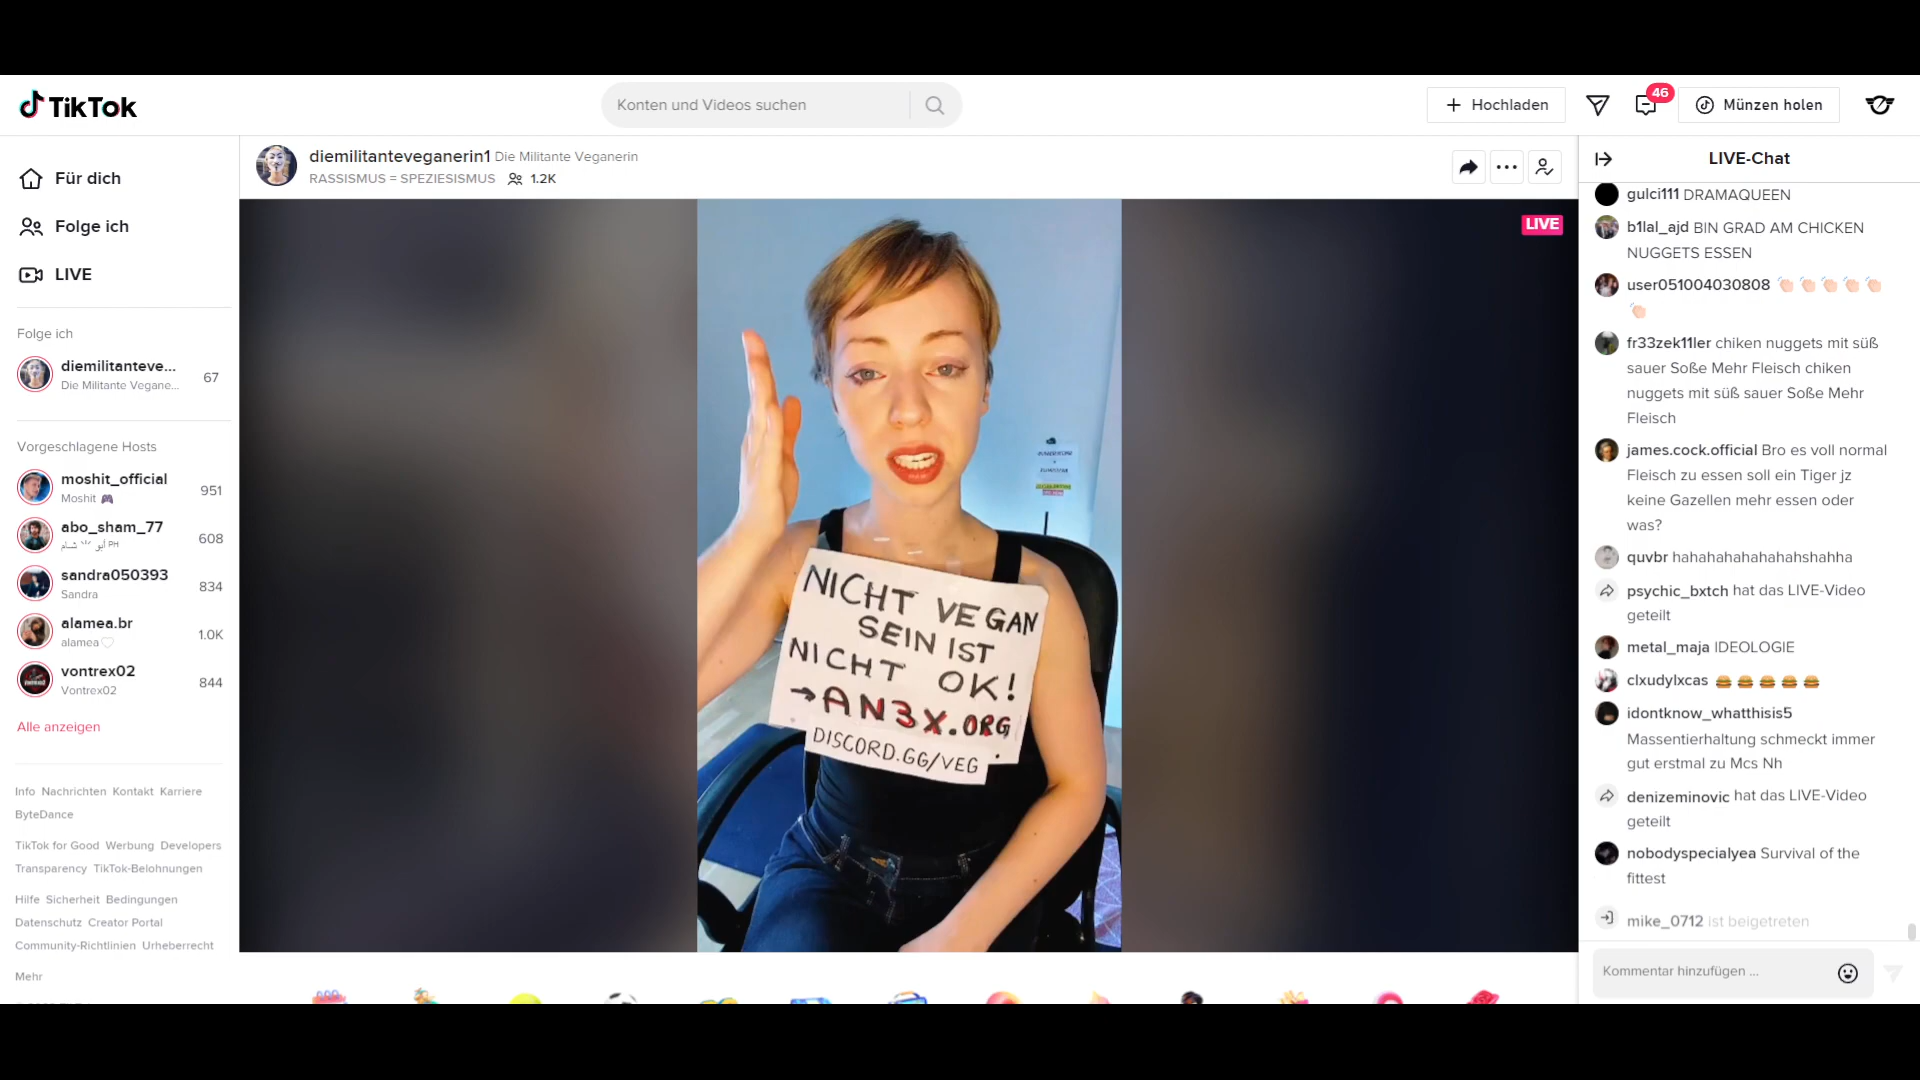 TikTok
Konten und Videos suchen
Hochladen
46
Münzen holen
Für dich
Folge ich
LIVE
Folge ich
diemilitanteve...
Die Militante Vegane...
67
Vorgeschlagene Hosts
moshit_official
Moshit
951
abo_sham_77
608
sandra050393
Sandra
834
alamea.br
alamea
1.0K
vontrex02
Vontrex02
844
Alle anzeigen
Info Nachrichten Kontakt Karriere
ByteDance
TikTok for Good Werbung Developers
Transparency TikTok-Belohnungen
Hilfe Sicherheit Bedingungen
Datenschutz Creator Portal
Community-Richtlinien Urheberrecht
Mehr
diemilitanteveganerin1 Die Militante Veganerin
RASSISMUS = SPEZIESISMUS 1.2K
LIVE
NICHT VEGAN
SEIN IST
NICHT OK!
→AN3X.ORG
DISCORD.GG/VEG
LIVE-Chat
gulci111 DRAMAQUEEN
b1lal_ajd BIN GRAD AM CHICKEN
NUGGETS ESSEN
user051004030808 👏🏻👏🏻👏🏻👏🏻👏🏻
👏🏻
fr33zek11ler chiken nuggets mit süß
sauer Soße Mehr Fleisch chiken
nuggets mit süß sauer Soße Mehr
Fleisch
james.cock.official Bro es voll normal
Fleisch zu essen soll ein Tiger jz
keine Gazellen mehr essen oder
was?
quvbr hahahahahahahahshahha
psychic_bxtch hat das LIVE-Video
geteilt
metal_maja IDEOLOGIE
clxudylxcas 🍔🍔🍔🍔🍔
idontknow_whatthisis5
Massentierhaltung schmeckt immer
gut erstmal zu Mcs Nh
denizeminovic hat das LIVE-Video
geteilt
nobodyspecialyea Survival of the
fittest
mike_0712 ist beigetreten
Kommentar hinzufügen ...